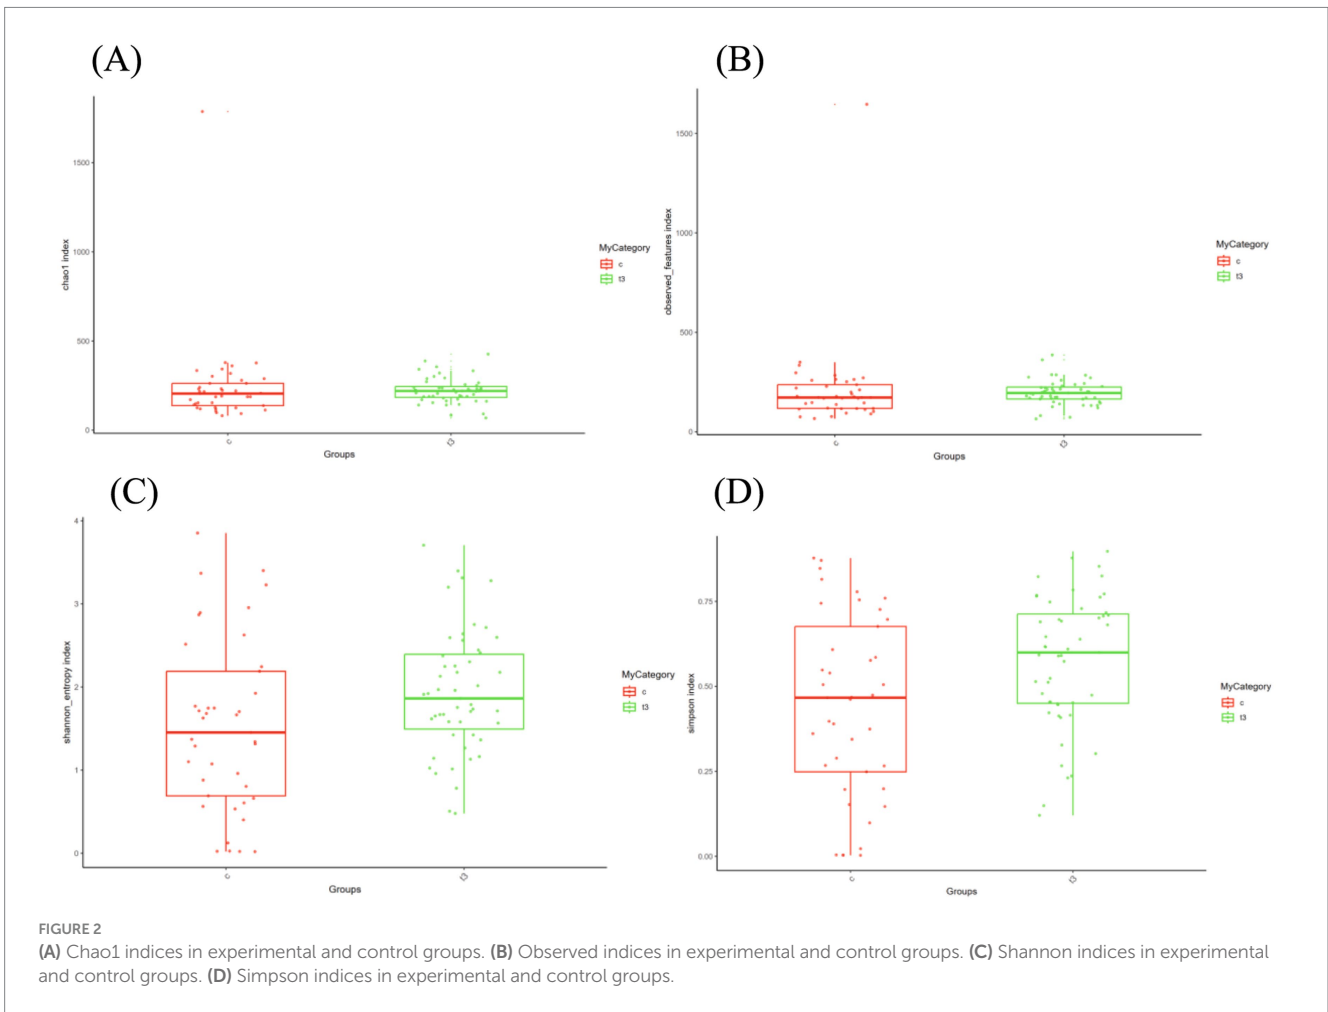 (A)
chao1 index
1500
1000
500
0
c
t3
Groups
MyCategory
c
t3
(B)
observed_features index
1500
1000
500
0
c
t3
Groups
MyCategory
c
t3
(C)
shannon_entropy index
4
3
2
1
0
c
t3
Groups
MyCategory
c
t3
(D)
simpson index
0.75
0.50
0.25
0.00
c
t3
Groups
MyCategory
c
t3
FIGURE 2
(A) Chao1 indices in experimental and control groups. (B) Observed indices in experimental and control groups. (C) Shannon indices in experimental
and control groups. (D) Simpson indices in experimental and control groups.